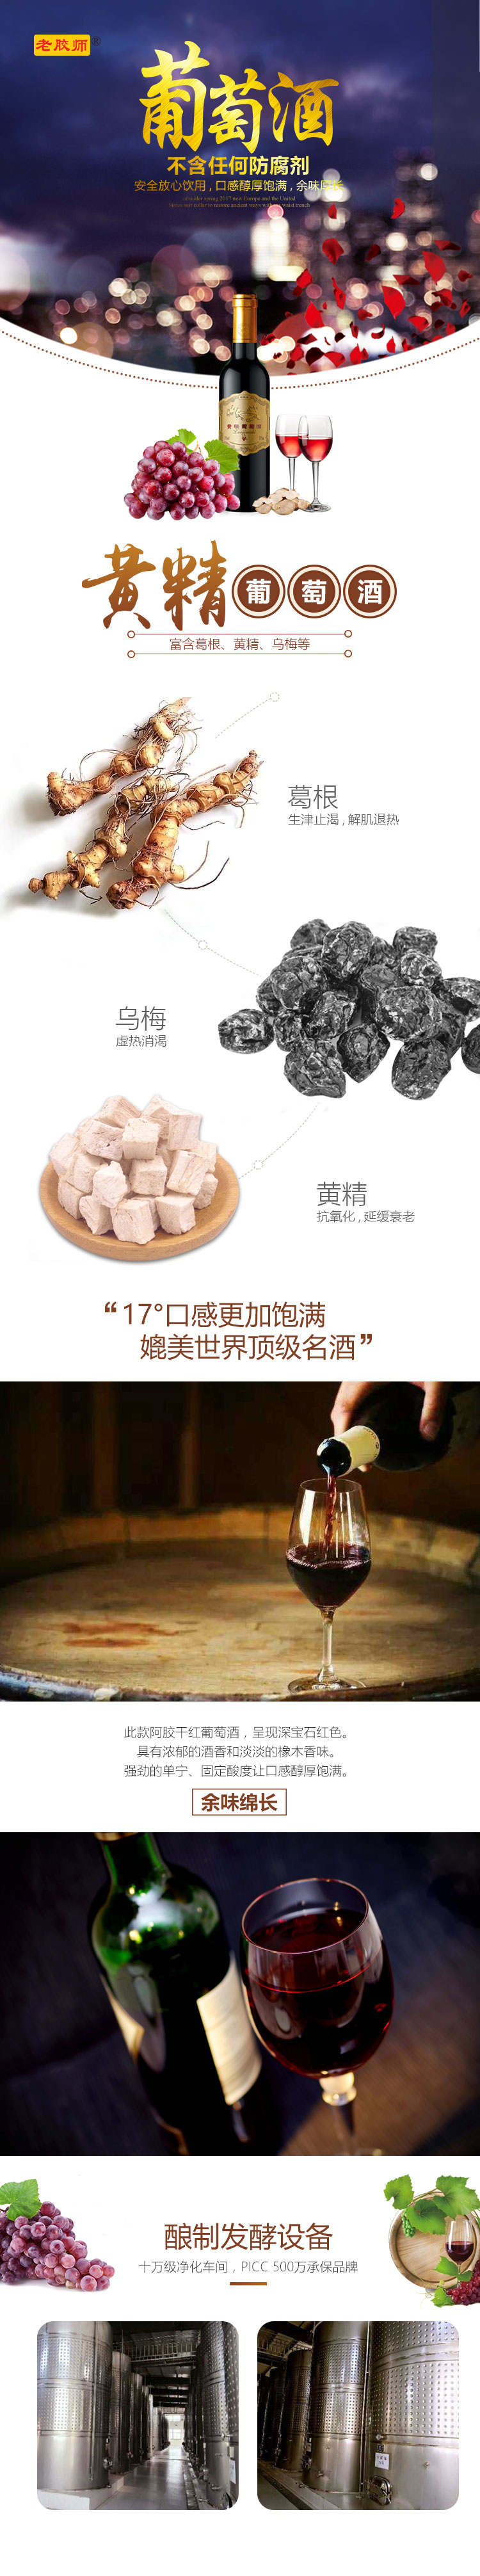 老胶师
葡萄酒
不含任何防腐剂
安全放心饮用，口感醇厚饱满，余味绵长
黄精葡萄酒
富含葛根、黄精、乌梅等
葛根
生津止渴，解肌退热
乌梅
虚热消渴
黄精
抗氧化，延缓衰老
“17°口感更加饱满
媲美世界顶级名酒”
此款阿胶干红葡萄酒，呈现深宝石红色。
具有浓郁的酒香和淡淡的橡木香味。
强劲的单宁、固定酸度让口感醇厚饱满。
余味绵长
酿制发酵设备
十万级净化车间，PICC 500万承保品牌